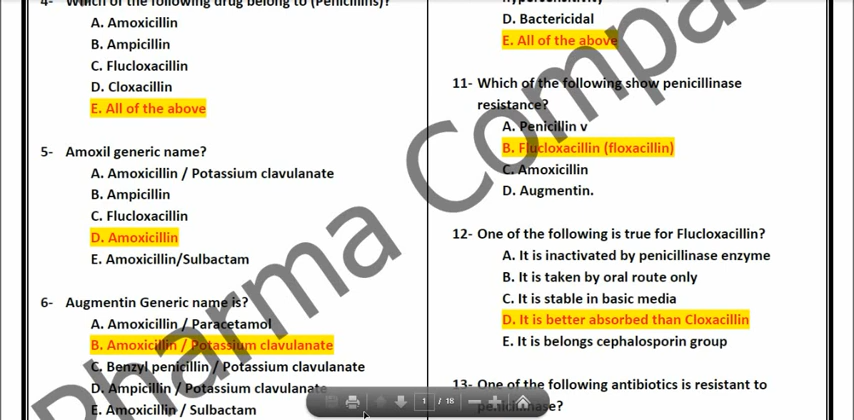 4- Which of the following drug belong to (Penicillins)?
A. Amoxicillin
B. Ampicillin
C. Flucloxacillin
D. Cloxacillin
E. All of the above
5- Amoxil generic name?
A. Amoxicillin / Potassium clavulanate
B. Ampicillin
C. Flucloxacillin
D. Amoxicillin
E. Amoxicillin/Sulbactam
6- Augmentin Generic name is?
A. Amoxicillin / Paracetamol
B. Amoxicillin / Potassium clavulanate
C. Benzyl penicillin / Potassium clavulanate
D. Ampicillin / Potassium clavulanate
E. Amoxicillin / Sulbactam
hypersensitivity
D. Bactericidal
E. All of the above
11- Which of the following show penicillinase
resistance?
A. Penicillin v
B. Flucloxacillin (floxacillin)
C. Amoxicillin
D. Augmentin.
12- One of the following is true for Flucloxacillin?
A. It is inactivated by penicillinase enzyme
B. It is taken by oral route only
C. It is stable in basic media
D. It is better absorbed than Cloxacillin
E. It is belongs cephalosporin group
13- One of the following antibiotics is resistant to
penicillinase?
Pharma Compas
1 / 18